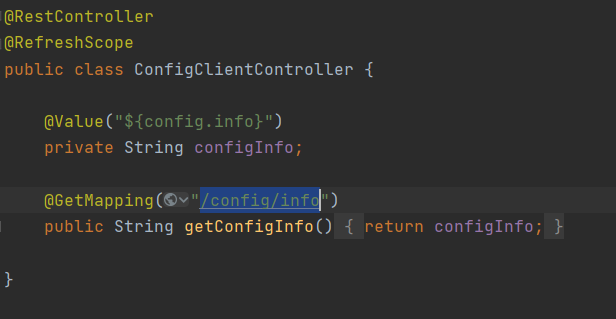 @RestController
@RefreshScope
public class ConfigClientController {
@Value("${config.info}")
private String configInfo;
@GetMapping("/config/info")
public String getConfigInfo() { return configInfo; }
}